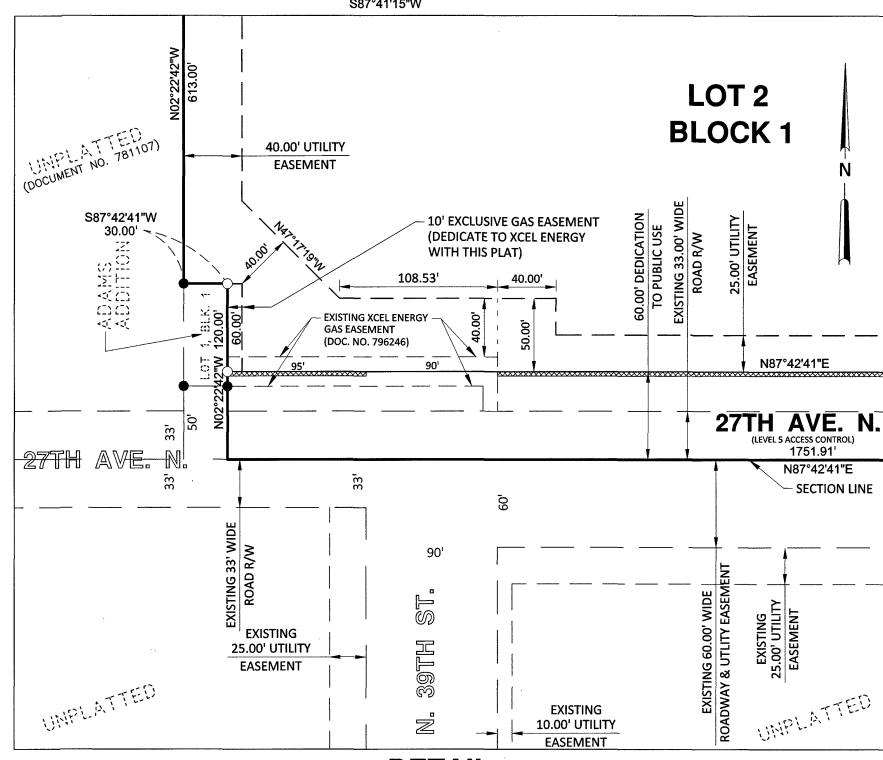 S87°41'15"W
N02°22'42"W
613.00'
LOT 2
BLOCK 1
UNPLATTED
(DOCUMENT NO. 781107)
40.00' UTILITY
EASEMENT
N
S87°42'41"W
30.00'
N47°17'19"W
40.00'
10' EXCLUSIVE GAS EASEMENT
(DEDICATE TO XCEL ENERGY
WITH THIS PLAT)
60.00' DEDICATION
TO PUBLIC USE
EXISTING 33.00' WIDE
ROAD R/W
25.00' UTILITY
EASEMENT
ADAMS
ADDITION
LOT 1, BLK. 1
120.00'
60.00'
108.53'
40.00'
EXISTING XCEL ENERGY
GAS EASEMENT
(DOC. NO. 796246)
40.00'
50.00'
95'
90'
N87°42'41"E
N02°22'42"W
50'
33'
27TH AVE. N.
(LEVEL 5 ACCESS CONTROL)
1751.91'
N87°42'41"E
SECTION LINE
27TH AVE. N.
33'
33'
60'
90'
EXISTING 33' WIDE
ROAD R/W
EXISTING
25.00' UTILITY
EASEMENT
N. 39TH ST.
EXISTING 60.00' WIDE
ROADWAY & UTLITY EASEMENT
EXISTING
25.00' UTILITY
EASEMENT
EXISTING
10.00' UTILITY
EASEMENT
UNPLATTED
UNPLATTED